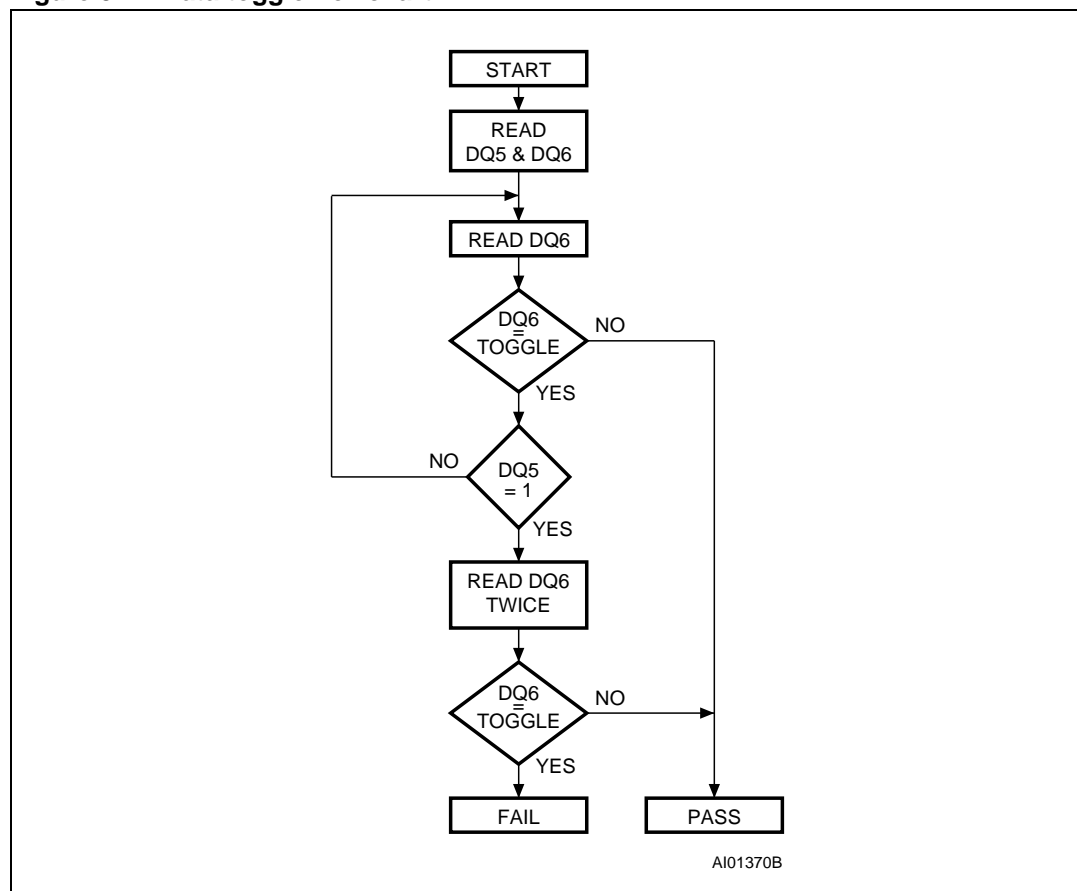 START
READ
DQ5 & DQ6
READ DQ6
DQ6
=
TOGGLE
NO
YES
NO
DQ5
= 1
YES
READ DQ6
TWICE
DQ6
=
TOGGLE
NO
YES
FAIL
PASS
AI01370B